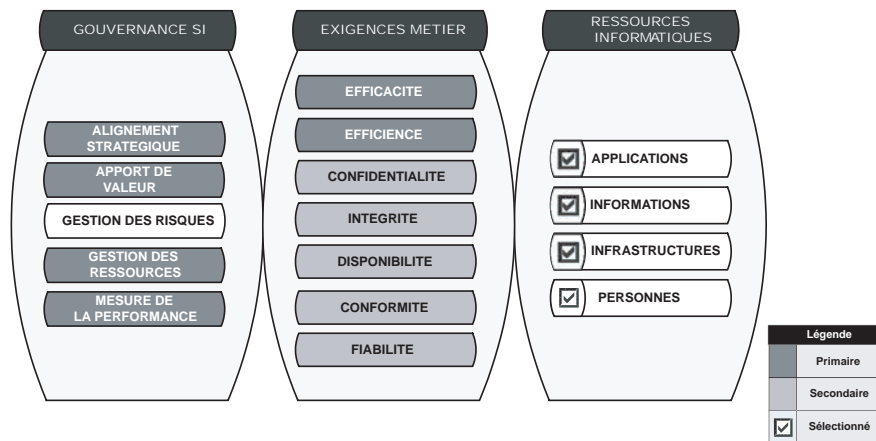 GOUVERNANCE SI
ALIGNEMENT
STRATEGIQUE
APPORT DE
VALEUR
GESTION DES RISQUES
GESTION DES
RESSOURCES
MESURE DE
LA PERFORMANCE
EXIGENCES METIER
EFFICACITE
EFFICIENCE
CONFIDENTIALITE
INTEGRITE
DISPONIBILITE
CONFORMITE
FIABILITE
RESSOURCES
INFORMATIQUES
APPLICATIONS
INFORMATIONS
INFRASTRUCTURES
PERSONNES
Légende
Primaire
Secondaire
Sélectionné